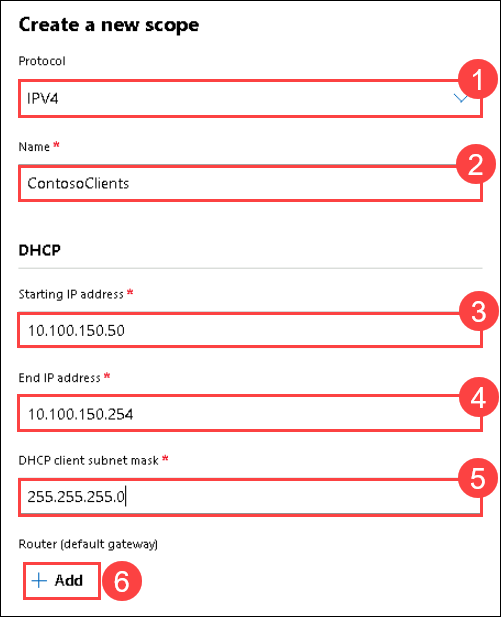 Create a new scope
Protocol
1
IPV4
Name *
2
ContosoClients
DHCP
Starting IP address *
3
10.100.150.50
End IP address *
4
10.100.150.254
DHCP client subnet mask *
5
255.255.255.0
Router (default gateway)
+ Add 6